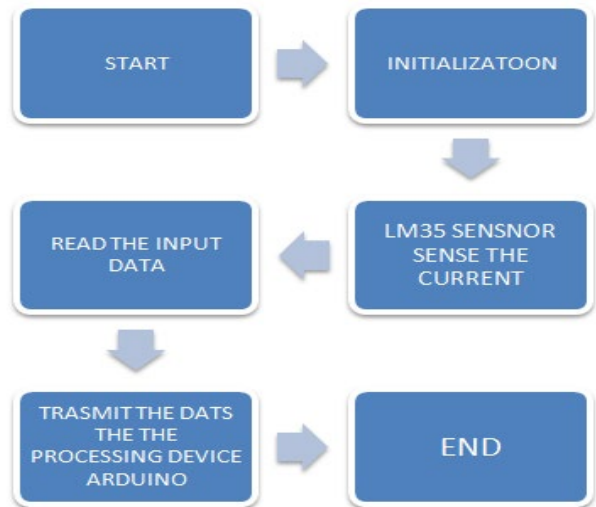 START
INITIALIZATOON
LM35 SENSNOR
SENSE THE
CURRENT
READ THE INPUT
DATA
TRASMIT THE DATS
THE THE
PROCESSING DEVICE
ARDUINO
END